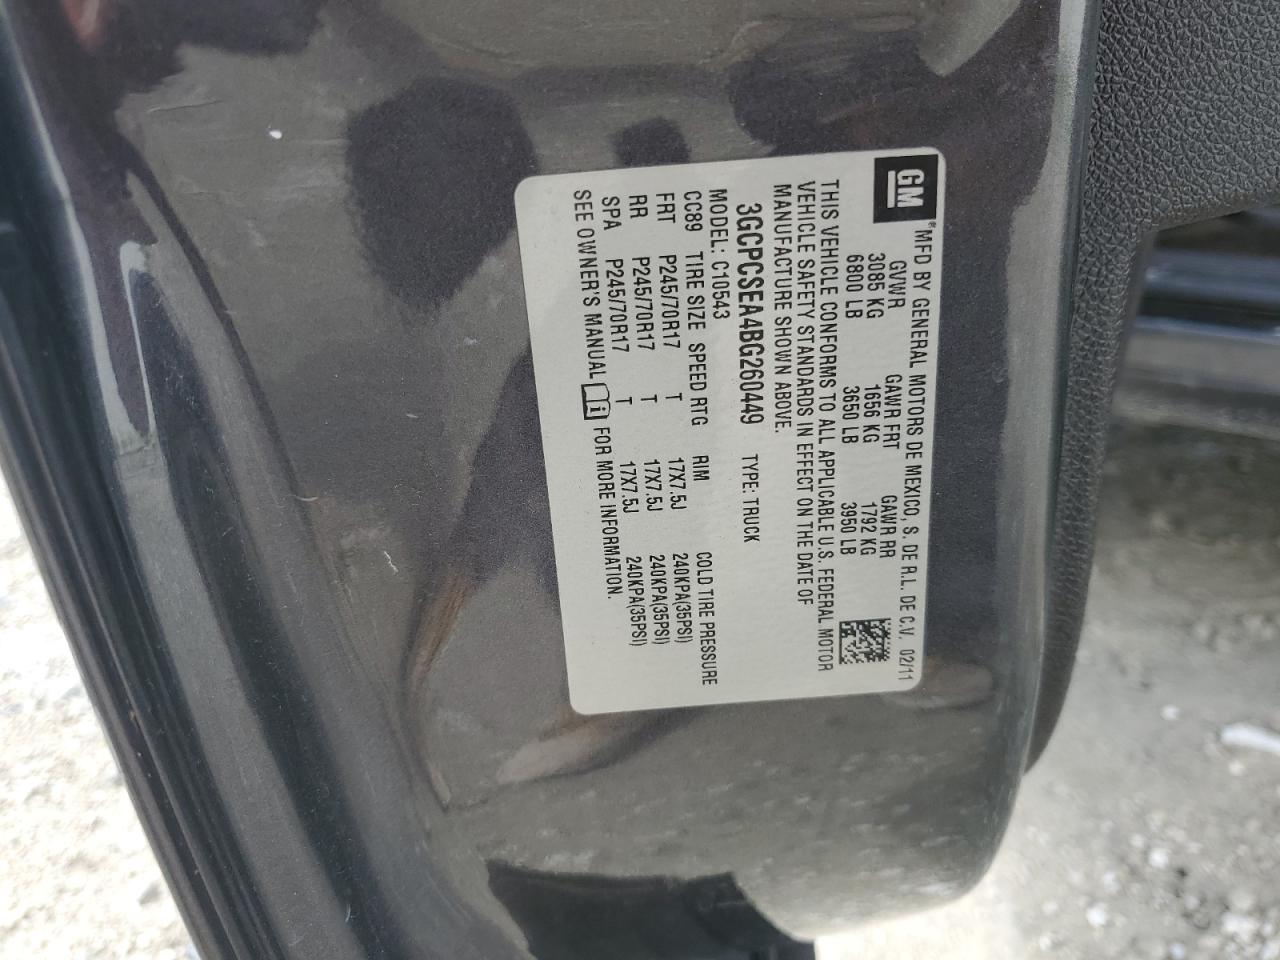 GM
®MFD BY GENERAL MOTORS DE MEXICO, S. DE R.L. DE C.V. 02/11
GVWR GAWR FRT GAWR RR
3085 KG 1656 KG 1792 KG
6800 LB 3650 LB 3950 LB
THIS VEHICLE CONFORMS TO ALL APPLICABLE U.S. FEDERAL MOTOR
VEHICLE SAFETY STANDARDS IN EFFECT ON THE DATE OF
MANUFACTURE SHOWN ABOVE.
3GCPCSEA4BG260449 TYPE: TRUCK
MODEL: C10543
CC89 TIRE SIZE SPEED RTG RIM COLD TIRE PRESSURE
FRT P245/70R17 T 17X7.5J 240KPA(35PSI)
RR P245/70R17 T 17X7.5J 240KPA(35PSI)
SPA P245/70R17 T 17X7.5J 240KPA(35PSI)
SEE OWNER'S MANUAL i FOR MORE INFORMATION.